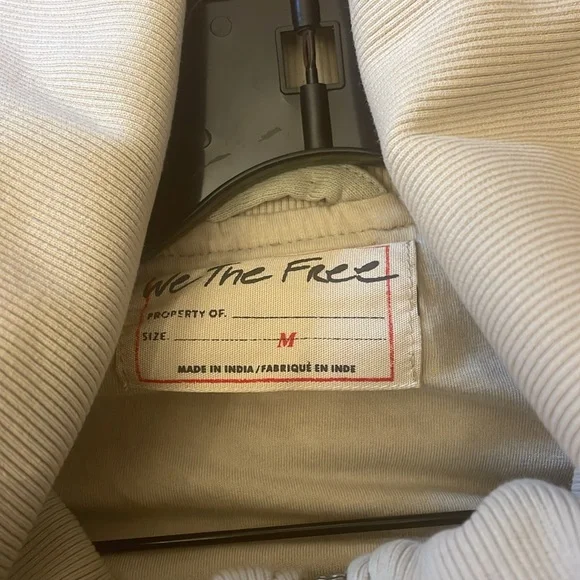 We The Free
PROPERTY OF.
SIZE M
MADE IN INDIA/FABRIQUÉ EN INDE